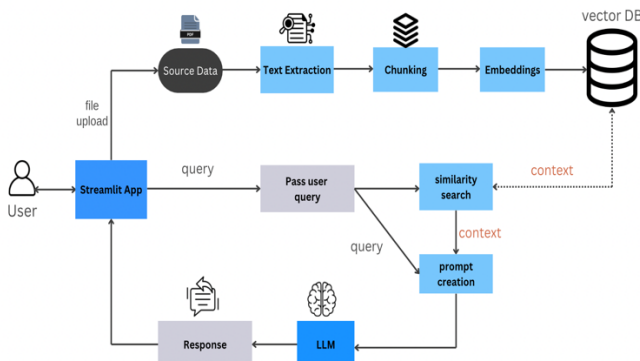 vector DB
PDF
Source Data
Text Extraction
Chunking
Embeddings
file
upload
User
Streamlit App
query
Pass user
query
similarity
search
context
context
query
prompt
creation
Response
LLM